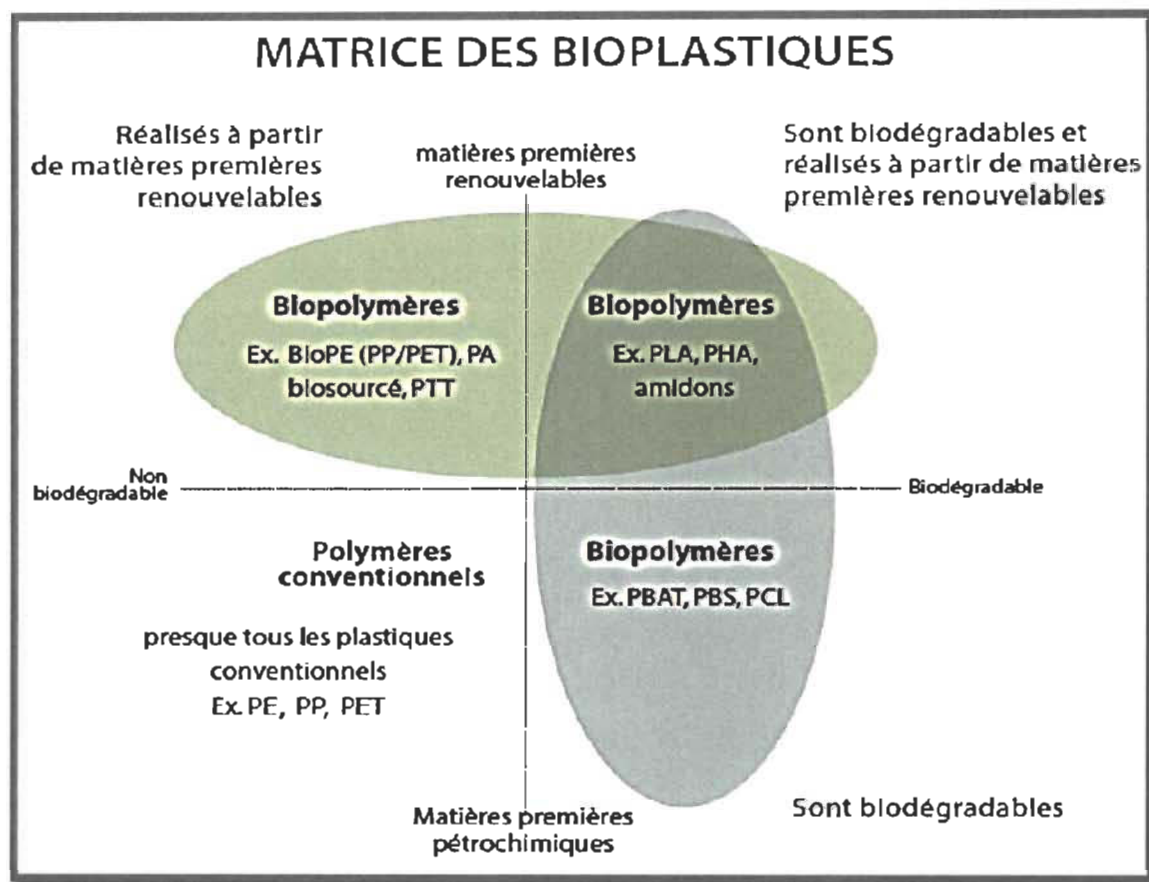 MATRICE DES BIOPLASTIQUES
Réalisés à partir
de matières premières
renouvelables
matières premières
renouvelables
Sont biodégradables et
réalisés à partir de matières
premières renouvelables
Biopolymères
Ex. BioPE (PP/PET), PA
biosourcé, PTT
Biopolymères
Ex. PLA, PHA,
amidons
Non
biodégradable
Biodégradable
Polymères
conventionnels
presque tous les plastiques
conventionnels
Ex. PE, PP, PET
Biopolymères
Ex. PBAT, PBS, PCL
Matières premières
pétrochimiques
Sont biodégradables